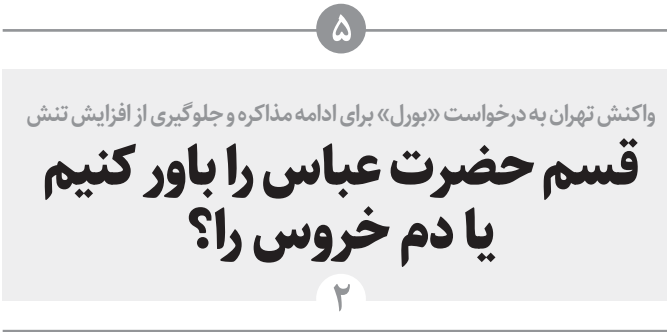 ۵
واکنش تهران به درخواست «بورل» برای ادامه مذاکره و جلوگیری از افزایش تنش
قسم حضرت عباس را باور کنیم
یا دم خروس را؟
۲